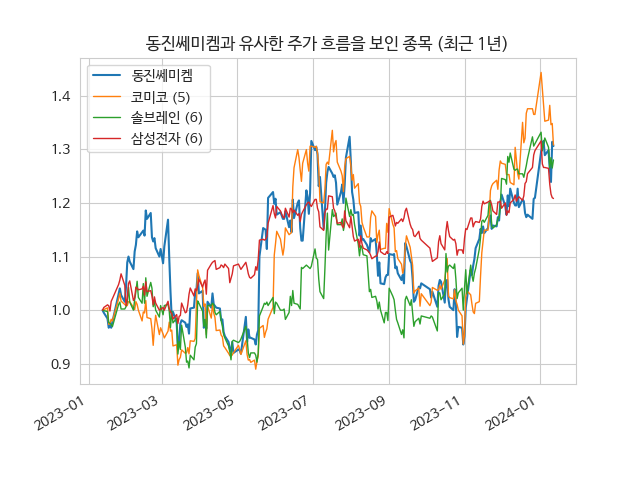 동진쎄미켐과 유사한 주가 흐름을 보인 종목 (최근 1년)
동진쎄미켐
코미코 (5)
솔브레인 (6)
삼성전자 (6)
1.4
1.3
1.2
1.1
1.0
0.9
2023-01
2023-03
2023-05
2023-07
2023-09
2023-11
2024-01